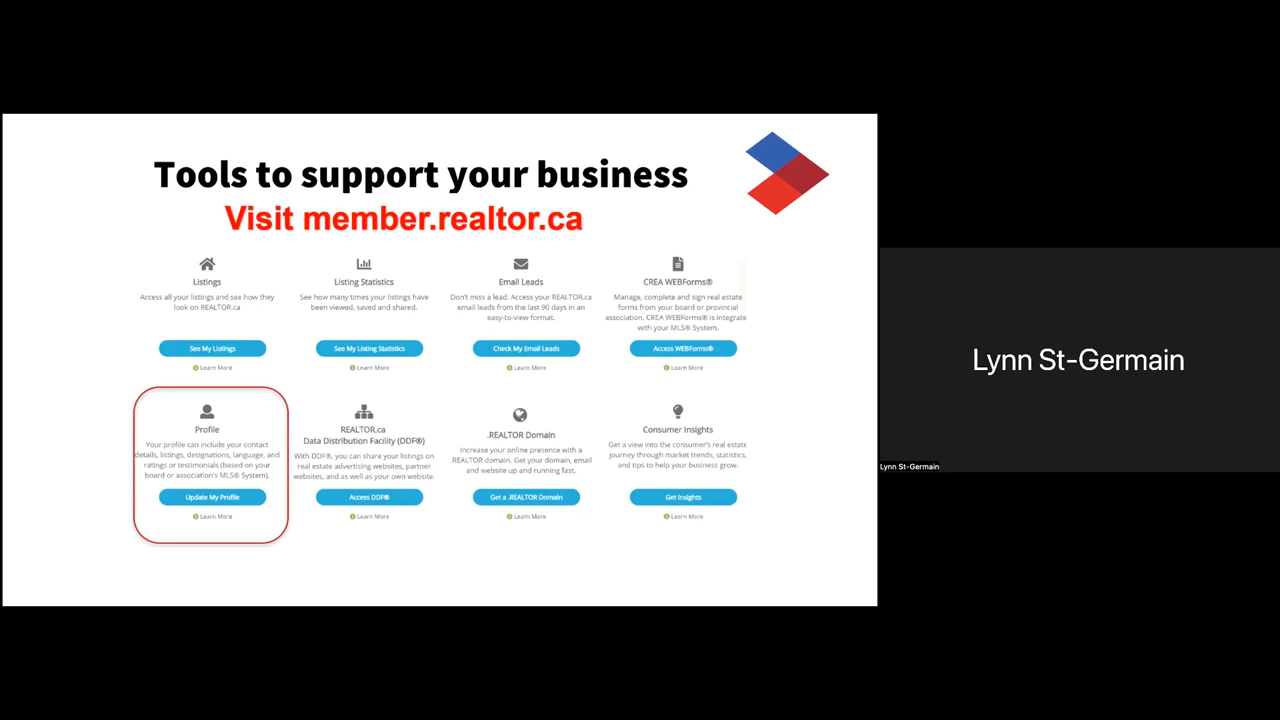 Tools to support your business
Visit member.realtor.ca
Listings
Access all your listings and see how they
look on REALTOR.ca
See My Listings
Learn More
Listing Statistics
See how many times your listings have
been viewed, saved and shared.
See My Listing Statistics
Learn More
Email Leads
Don't miss a lead. Access your REALTOR.ca
email leads from the last 90 days in an
easy-to-view format.
Check My Email Leads
Learn More
CREA WEBForms®
Manage, complete and sign real estate
forms from your board or provincial
association. CREA WEBForms® is integrate
with your MLS® System.
Access WEBForms®
Learn More
Profile
Your profile can include your contact
details, listings, designations, language, and
ratings or testimonials (based on your
board or association's MLS® System).
Update My Profile
Learn More
REALTOR.ca
Data Distribution Facility (DDF®)
With DDF®, you can share your listings on
real estate advertising websites, partner
websites, and as well as your own website.
Access DDF®
Learn More
.REALTOR Domain
Increase your online presence with a
.REALTOR domain. Get your domain, email
and website up and running fast.
Get a .REALTOR Domain
Learn More
Consumer Insights
Get a view into the consumer's real estate
journey through market trends, statistics,
and tips to help your business grow.
Get Insights
Learn More
Lynn St-Germain
Lynn St-Germain